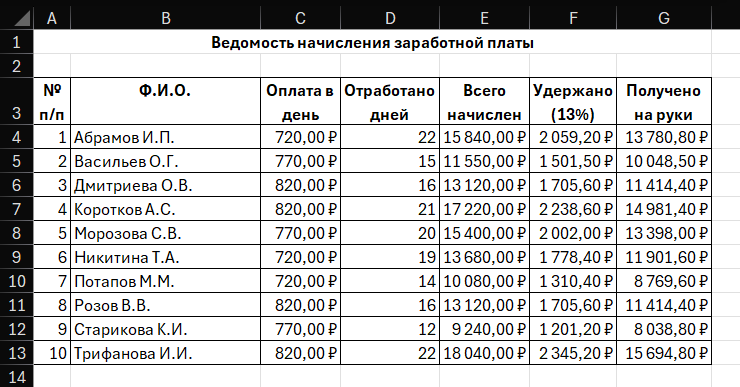 A B C D E F G
1 Ведомость начисления заработной платы
2
3 № п/п Ф.И.О. Оплата в день Отработано дней Всего начислен Удержано (13%) Получено на руки
4 1 Абрамов И.П. 720,00 ₽ 22 15 840,00 ₽ 2 059,20 ₽ 13 780,80 ₽
5 2 Васильев О.Г. 770,00 ₽ 15 11 550,00 ₽ 1 501,50 ₽ 10 048,50 ₽
6 3 Дмитриева О.В. 820,00 ₽ 16 13 120,00 ₽ 1 705,60 ₽ 11 414,40 ₽
7 4 Коротков А.С. 820,00 ₽ 21 17 220,00 ₽ 2 238,60 ₽ 14 981,40 ₽
8 5 Морозова С.В. 770,00 ₽ 20 15 400,00 ₽ 2 002,00 ₽ 13 398,00 ₽
9 6 Никитина Т.А. 720,00 ₽ 19 13 680,00 ₽ 1 778,40 ₽ 11 901,60 ₽
10 7 Потапов М.М. 720,00 ₽ 14 10 080,00 ₽ 1 310,40 ₽ 8 769,60 ₽
11 8 Розов В.В. 820,00 ₽ 16 13 120,00 ₽ 1 705,60 ₽ 11 414,40 ₽
12 9 Старикова К.И. 770,00 ₽ 12 9 240,00 ₽ 1 201,20 ₽ 8 038,80 ₽
13 10 Трифанова И.И. 820,00 ₽ 22 18 040,00 ₽ 2 345,20 ₽ 15 694,80 ₽
14